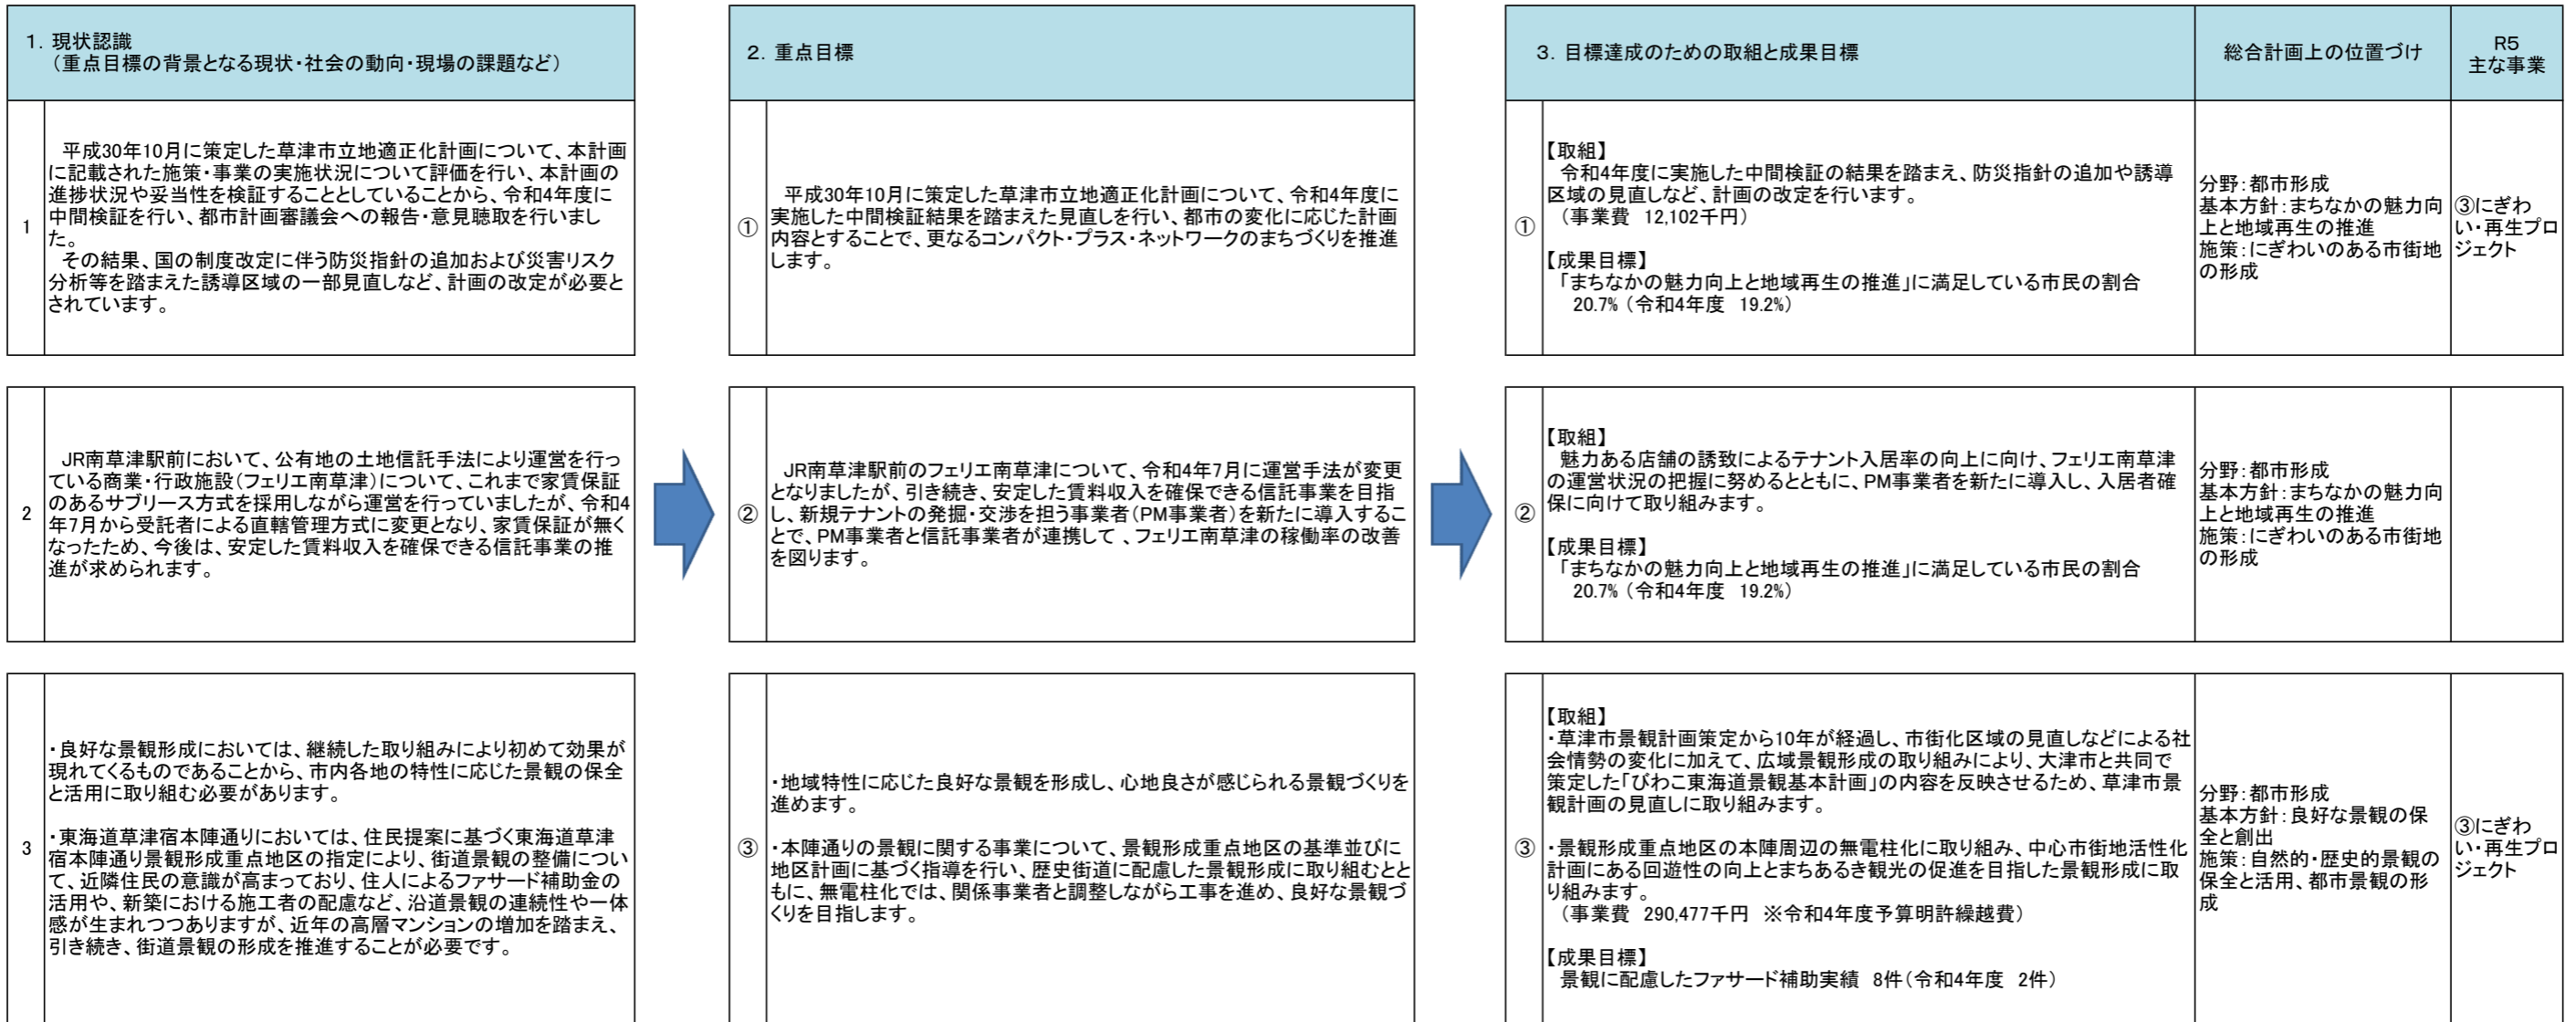 １．現状認識
（重点目標の背景となる現状・社会の動向・現場の課題など）
２．重点目標
３．目標達成のための取組と成果目標
総合計画上の位置づけ
R5
主な事業
1
平成30年10月に策定した草津市立地適正化計画について、本計画
に記載された施策・事業の実施状況について評価を行い、本計画の
進捗状況や妥当性を検証することとしていることから、令和4年度に
中間検証を行い、都市計画審議会への報告・意見聴取を行いまし
た。
その結果、国の制度改定に伴う防災指針の追加および災害リスク
分析等を踏まえた誘導区域の一部見直しなど、計画の改定が必要と
されています。
①
平成30年10月に策定した草津市立地適正化計画について、令和4年度に
実施した中間検証結果を踏まえた見直しを行い、都市の変化に応じた計画
内容とすることで、更なるコンパクト・プラス・ネットワークのまちづくりを推進
します。
①
【取組】
令和4年度に実施した中間検証の結果を踏まえ、防災指針の追加や誘導
区域の見直しなど、計画の改定を行います。
（事業費　12,102千円）
【成果目標】
「まちなかの魅力向上と地域再生の推進」に満足している市民の割合
20.7%（令和4年度　19.2%）
分野：都市形成
基本方針：まちなかの魅力向
上と地域再生の推進
施策：にぎわいのある市街地
の形成
③にぎわ
い・再生プロ
ジェクト
2
JR南草津駅前において、公有地の土地信託手法により運営を行っ
ている商業・行政施設（フェリエ南草津）について、これまで家賃保証
のあるサブリース方式を採用しながら運営を行っていましたが、令和4
年7月から受託者による直轄管理方式に変更となり、家賃保証が無く
なったため、今後は、安定した賃料収入を確保できる信託事業の推
進が求められます。
②
JR南草津駅前のフェリエ南草津について、令和4年7月に運営手法が変更
となりましたが、引き続き、安定した賃料収入を確保できる信託事業を目指
し、新規テナントの発掘・交渉を担う事業者（PM事業者）を新たに導入するこ
とで、PM事業者と信託事業者が連携して 、フェリエ南草津の稼働率の改善
を図ります。
②
【取組】
魅力ある店舗の誘致によるテナント入居率の向上に向け、フェリエ南草津
の運営状況の把握に努めるとともに、PM事業者を新たに導入し、入居者確
保に向けて取り組みます。
【成果目標】
「まちなかの魅力向上と地域再生の推進」に満足している市民の割合
20.7%（令和4年度　19.2%）
分野：都市形成
基本方針：まちなかの魅力向
上と地域再生の推進
施策：にぎわいのある市街地
の形成
3
・良好な景観形成においては、継続した取り組みにより初めて効果が
現れてくるものであることから、市内各地の特性に応じた景観の保全
と活用に取り組む必要があります。
・東海道草津宿本陣通りにおいては、住民提案に基づく東海道草津
宿本陣通り景観形成重点地区の指定により、街道景観の整備につい
て、近隣住民の意識が高まっており、住人によるファサード補助金の
活用や、新築における施工者の配慮など、沿道景観の連続性や一体
感が生まれつつありますが、近年の高層マンションの増加を踏まえ、
引き続き、街道景観の形成を推進することが必要です。
③
・地域特性に応じた良好な景観を形成し、心地良さが感じられる景観づくりを
進めます。
・本陣通りの景観に関する事業について、景観形成重点地区の基準並びに
地区計画に基づく指導を行い、歴史街道に配慮した景観形成に取り組むとと
もに、無電柱化では、関係事業者と調整しながら工事を進め、良好な景観づ
くりを目指します。
③
【取組】
・草津市景観計画策定から10年が経過し、市街化区域の見直しなどによる社
会情勢の変化に加えて、広域景観形成の取り組みにより、大津市と共同で
策定した「びわこ東海道景観基本計画」の内容を反映させるため、草津市景
観計画の見直しに取り組みます。
・景観形成重点地区の本陣周辺の無電柱化に取り組み、中心市街地活性化
計画にある回遊性の向上とまちあるき観光の促進を目指した景観形成に取
り組みます。
（事業費　290,477千円　※令和4年度予算明許繰越費）
【成果目標】
景観に配慮したファサード補助実績　8件（令和4年度　2件）
分野：都市形成
基本方針：良好な景観の保
全と創出
施策：自然的・歴史的景観の
保全と活用、都市景観の形
成
③にぎわ
い・再生プロ
ジェクト